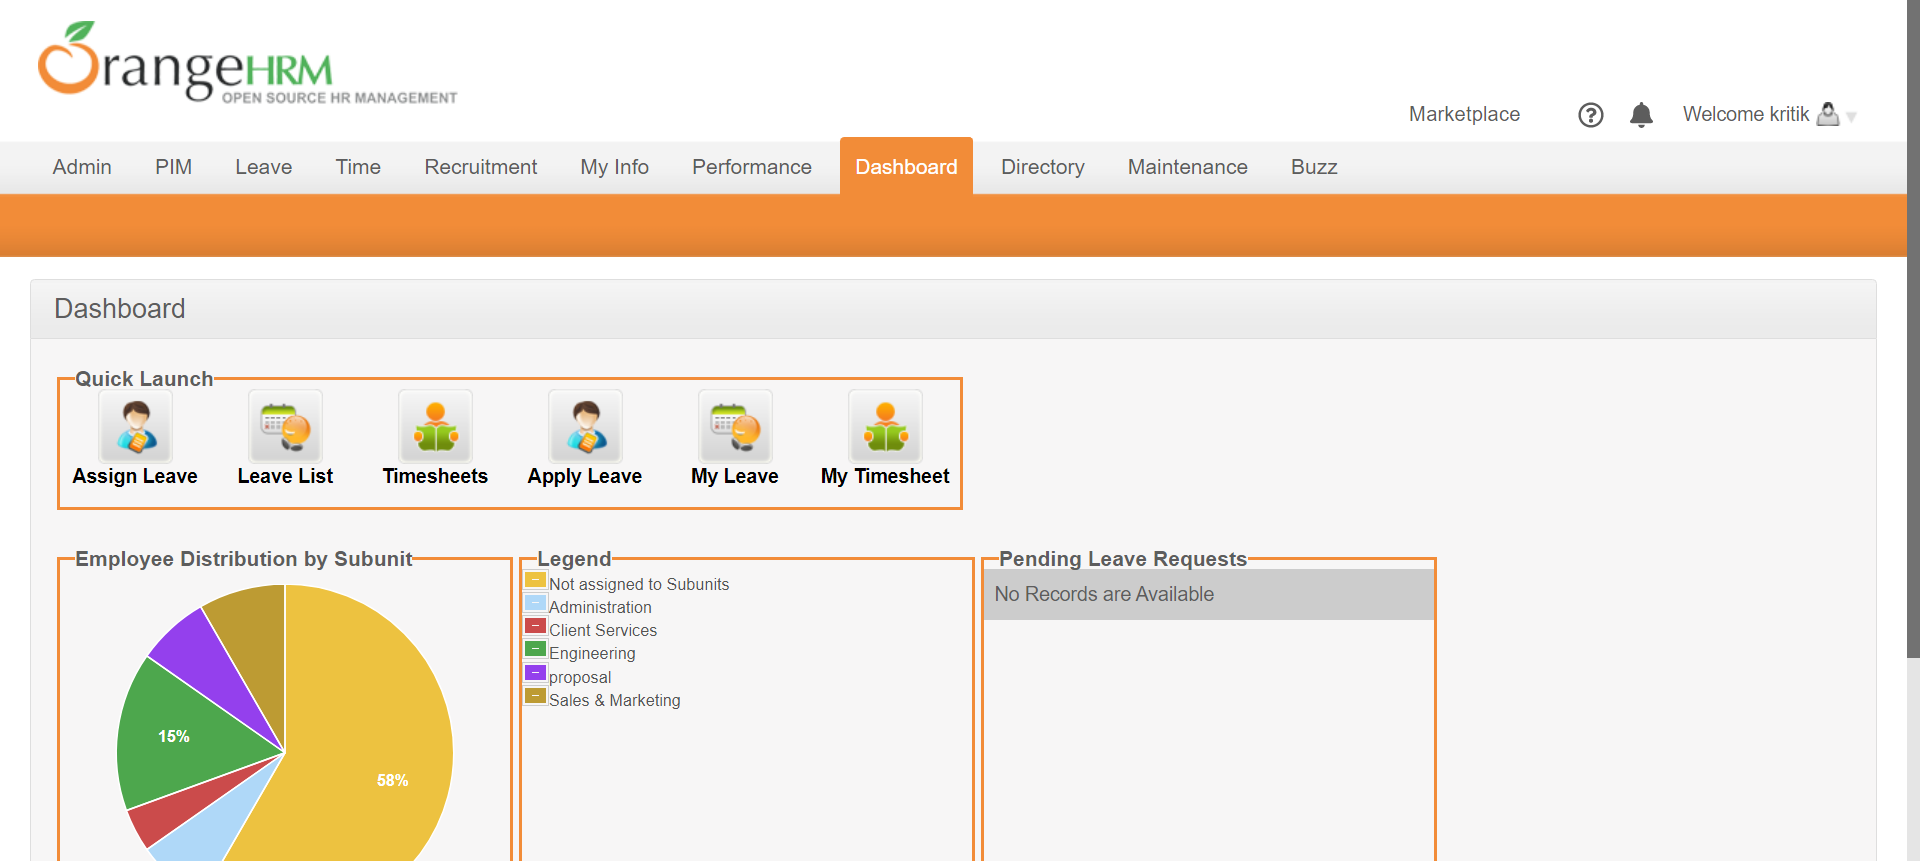 OrangeHRM
OPEN SOURCE HR MANAGEMENT
Marketplace ? Welcome kritik
Admin PIM Leave Time Recruitment My Info Performance Dashboard Directory Maintenance Buzz
Dashboard
Quick Launch
Assign Leave Leave List Timesheets Apply Leave My Leave My Timesheet
Employee Distribution by Subunit
15%
58%
Legend
Not assigned to Subunits
Administration
Client Services
Engineering
proposal
Sales & Marketing
Pending Leave Requests
No Records are Available